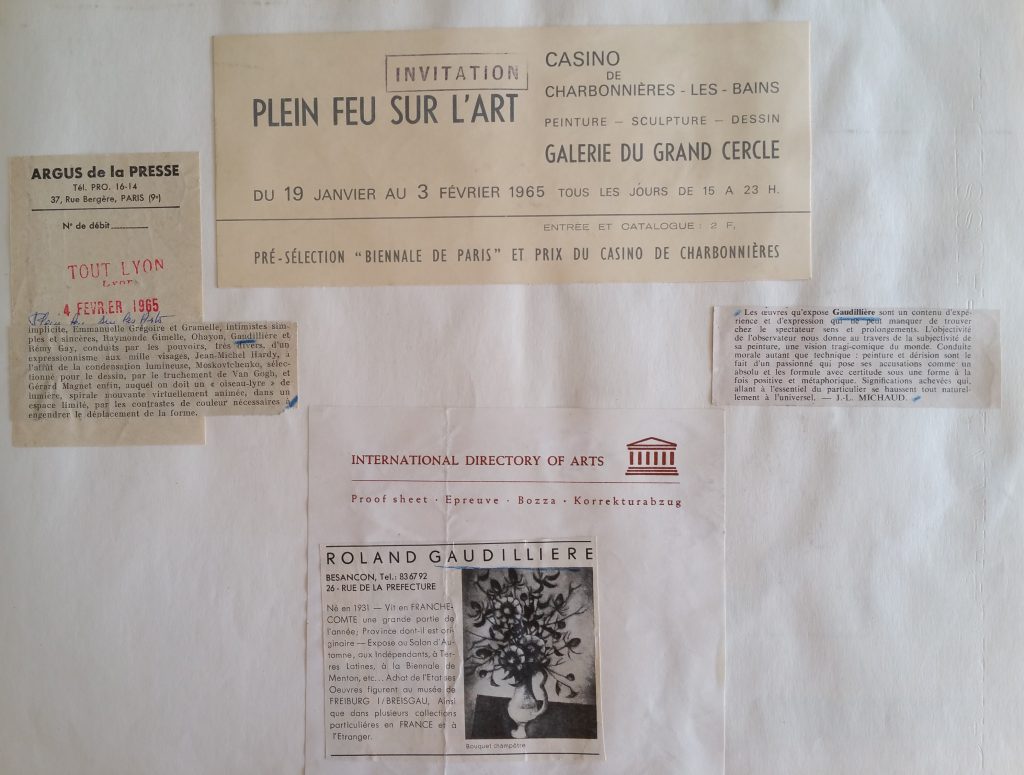 INVITATION
PLEIN FEU SUR L'ART
CASINO
DE
CHARBONNIÈRES - LES - BAINS
PEINTURE — SCULPTURE — DESSIN
GALERIE DU GRAND CERCLE
DU 19 JANVIER AU 3 FÉVRIER 1965 TOUS LES JOURS DE 15 A 23 H.
ENTRÉE ET CATALOGUE : 2 F,
PRÉ-SÉLECTION "BIENNALE DE PARIS" ET PRIX DU CASINO DE CHARBONNIÈRES
ARGUS de la PRESSE
Tél. PRO. 16-14
37, Rue Bergère, PARIS (9e)
N° de débit
TOUT LYON
Lyon
4 FEVRIER 1965
Plein feu sur les Arts
implicite, Emmanuelle Grégoire et Gramelle, intimistes sim-
ples et sincères, Raymonde Gimelle, Ohayon, Gaudillière et
Rémy Gay, conduits par les pouvoirs, très divers, d'un
expressionnisme aux mille visages, Jean-Michel Hardy, a
l'affût de la condensation lumineuse, Moskovtchenko, sélec-
tionné pour le dessin, par le truchement de Van Gogh, et
Gérard Magnet enfin, auquel on doit un « oiseau-lyre » de
lumière, spirale mouvante virtuellement animée, dans un
espace limité, par les contrastes de couleur nécessaires à
engendrer le déplacement de la forme.
Les œuvres qu'expose Gaudillière sont un contenu d'expé-
rience et d'expression qui ne peut manquer de trouver
chez le spectateur sens et prolongements. L'objectivité
de l'observateur nous donne au travers de la subjectivité de
sa peinture, une vision tragi-comique du monde. Conduite
morale autant que technique : peinture et dérision sont le
fait d'un passionné qui pose ses accusations comme un
absolu et les formule avec certitude sous une forme à la
fois positive et métaphorique. Significations achevées qui,
allant à l'essentiel du particulier se haussent tout naturel-
lement à l'universel. — J.-L. MICHAUD.
INTERNATIONAL DIRECTORY OF ARTS
Proof sheet · Epreuve · Bozza · Korrekturabzug
ROLAND GAUDILLIERE
BESANCON, Tel.: 836792
26 - RUE DE LA PREFECTURE
Né en 1931 — Vit en FRANCHE-
COMTE une grande partie de
l'année; Province dont il est ori-
ginaire — Expose au Salon d'Au-
tomne, aux Indépendants, à Ter-
res Latines, à la Biennale de
Menton, etc... Achat de l'Etat ses
Oeuvres figurent au musée de
FREIBURG I/BREISGAU, Ainsi
que dans plusieurs collections
particulières en FRANCE et à
l'Etranger.
Bouquet champêtre